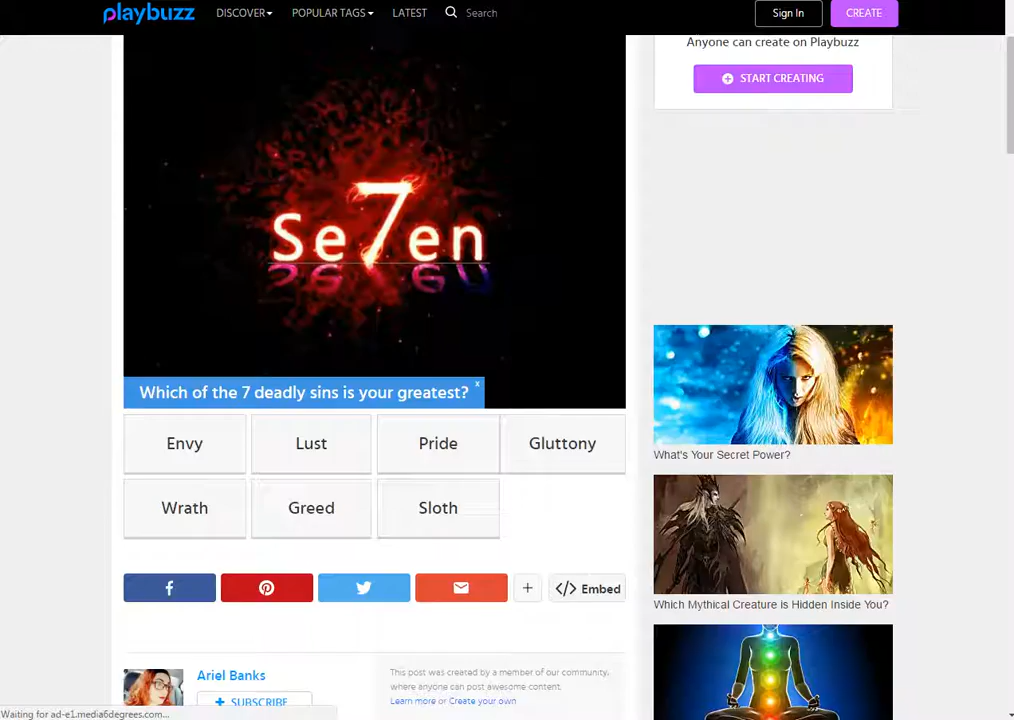 playbuzz DISCOVER POPULAR TAGS LATEST Search Sign In CREATE
Anyone can create on Playbuzz
START CREATING
Se7en
Which of the 7 deadly sins is your greatest? x
Envy Lust Pride Gluttony
Wrath Greed Sloth
</> Embed
What's Your Secret Power?
Which Mythical Creature is Hidden Inside You?
Ariel Banks
+ SUBSCRIBE
This post was created by a member of our community,
where anyone can post awesome content.
Learn more or Create your own
Waiting for ad-e1.media6degrees.com...